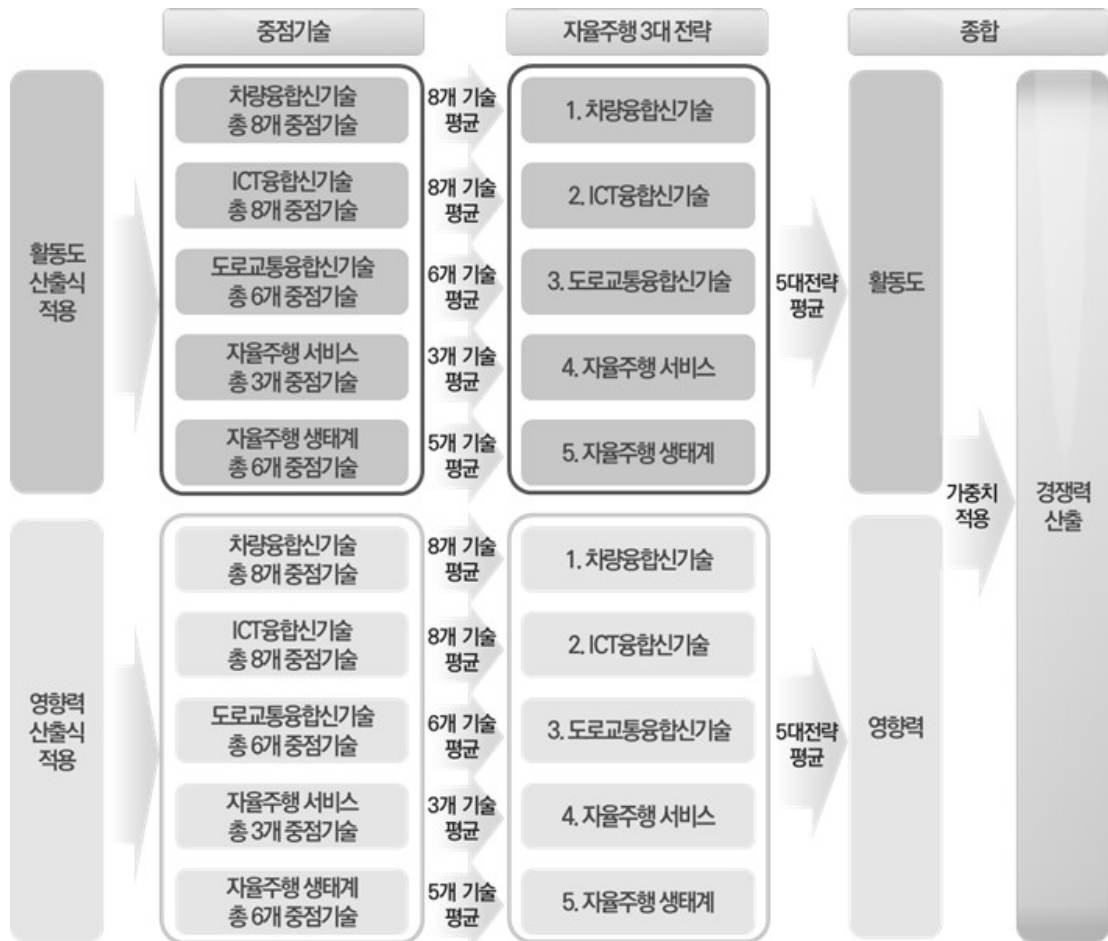 중점기술
자율주행 3대 전략
종합
활동도
산출식
적용
차량융합신기술
총 8개 중점기술
8개 기술
평균
1. 차량융합신기술
ICT융합신기술
총 8개 중점기술
8개 기술
평균
2. ICT융합신기술
도로교통융합신기술
총 6개 중점기술
6개 기술
평균
3. 도로교통융합신기술
자율주행 서비스
총 3개 중점기술
3개 기술
평균
4. 자율주행 서비스
자율주행 생태계
총 6개 중점기술
5개 기술
평균
5. 자율주행 생태계
5대전략
평균
활동도
영향력
산출식
적용
차량융합신기술
총 8개 중점기술
8개 기술
평균
1. 차량융합신기술
ICT융합신기술
총 8개 중점기술
8개 기술
평균
2. ICT융합신기술
도로교통융합신기술
총 6개 중점기술
6개 기술
평균
3. 도로교통융합신기술
자율주행 서비스
총 3개 중점기술
3개 기술
평균
4. 자율주행 서비스
자율주행 생태계
총 6개 중점기술
5개 기술
평균
5. 자율주행 생태계
5대전략
평균
영향력
가중치
적용
경쟁력
산출